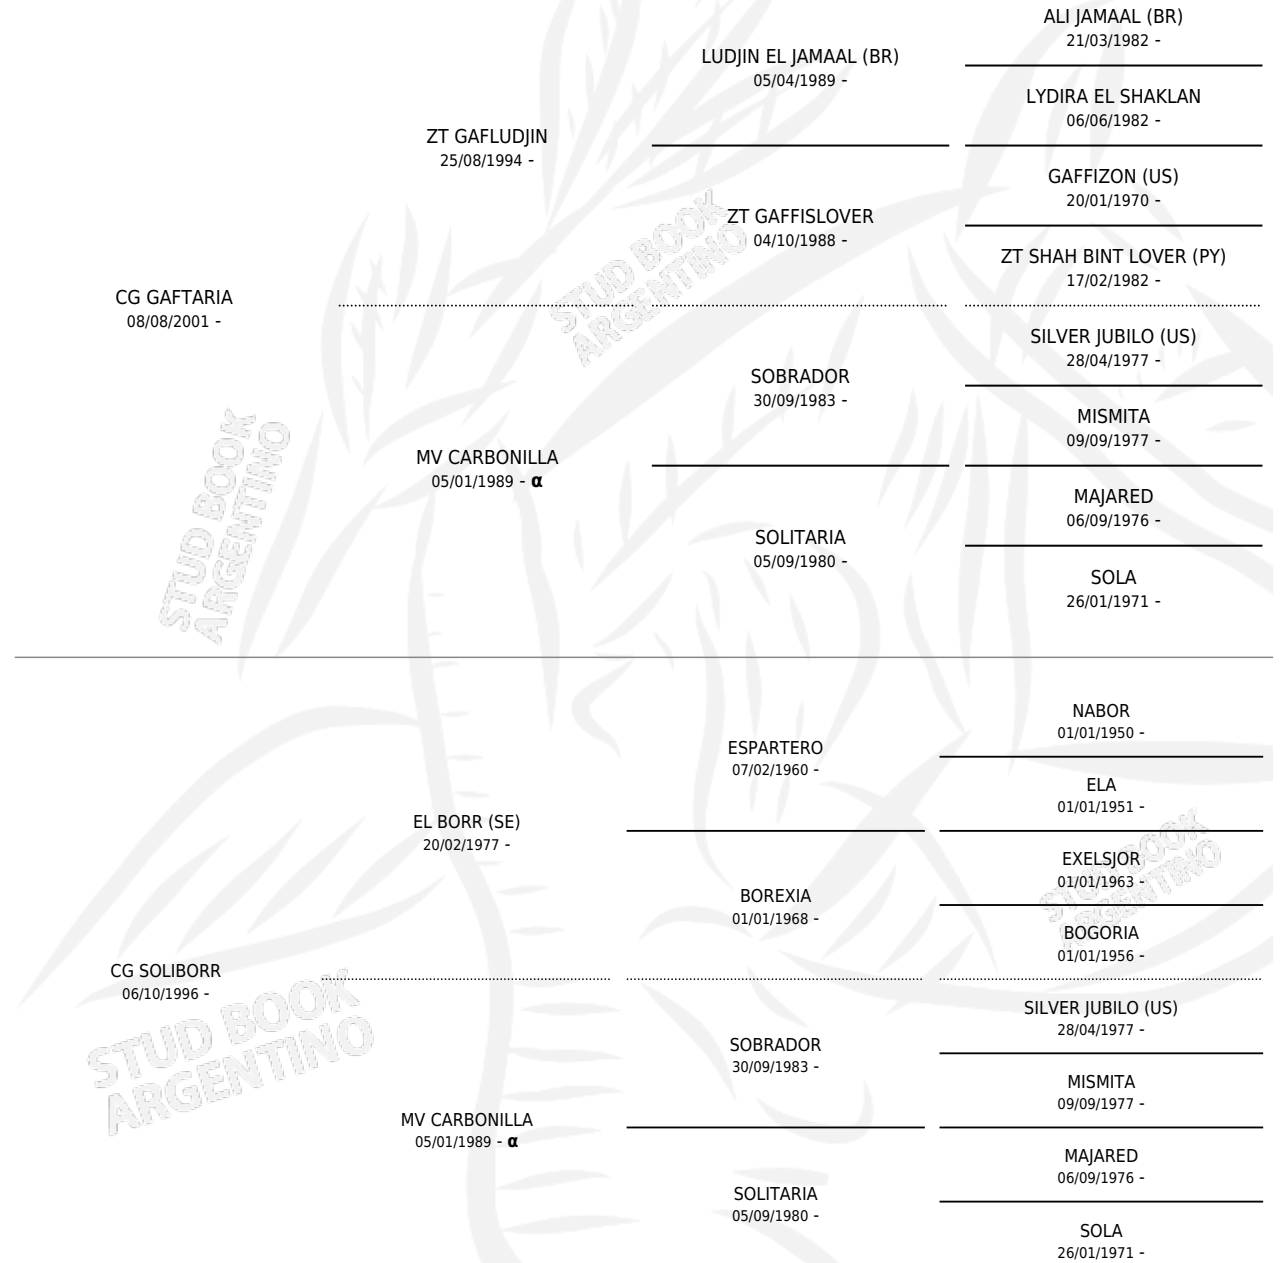 ALI JAMAAL (BR)
21/03/1982 -
LUDJIN EL JAMAAL (BR)
05/04/1989 -
LYDIRA EL SHAKLAN
06/06/1982 -
ZT GAFLUDJIN
25/08/1994 -
GAFFIZON (US)
20/01/1970 -
ZT GAFFISLOVER
04/10/1988 -
ZT SHAH BINT LOVER (PY)
17/02/1982 -
CG GAFTARIA
08/08/2001 -
SILVER JUBILO (US)
28/04/1977 -
SOBRADOR
30/09/1983 -
MISMITA
09/09/1977 -
MV CARBONILLA
05/01/1989 - α
MAJARED
06/09/1976 -
SOLITARIA
05/09/1980 -
SOLA
26/01/1971 -
NABOR
01/01/1950 -
ESPARTERO
07/02/1960 -
ELA
01/01/1951 -
EL BORR (SE)
20/02/1977 -
EXELSJOR
01/01/1963 -
BOREXIA
01/01/1968 -
BOGORIA
01/01/1956 -
CG SOLIBORR
06/10/1996 -
SILVER JUBILO (US)
28/04/1977 -
SOBRADOR
30/09/1983 -
MISMITA
09/09/1977 -
MV CARBONILLA
05/01/1989 - α
MAJARED
06/09/1976 -
SOLITARIA
05/09/1980 -
SOLA
26/01/1971 -
STUD BOOK
ARGENTINO
STUD BOOK
ARGENTINO
STUD BOOK
ARGENTINO
STUD BOOK
ARGENTINO